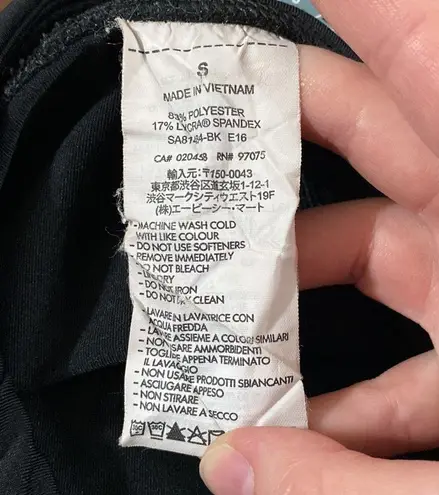 S
MADE IN VIETNAM
POLYESTER
17% LYCRA® SPANDEX
E16
CA# 020458 RN# 97075
輸入元:〒150-0043
東京都渋谷区道玄坂1-12-1
渋谷マークシティウエスト19F
(株)エービーシー・マート
-MACHINE WASH COLD
WITH LIKE COLOUR
- DO NOT USE SOFTENERS
REMOVE IMMEDIATELY
DO NOT BLEACH
DRY
- DO NOT IRON
- DO NOT DRY CLEAN
-LAVARE IN LAVATRICE CON
ACQUA FREDDA
- LAVARE ASSIEME A COLORI SIMILARI
- NON USARE AMMORBIDENTI
- TOGLIERE APPENA TERMINATO
IL LAVAGGIO
- NON USARE PRODOTTI SBIANCANTI
- ASCIUGARE APPESO
- NON STIRARE
- NON LAVARE A SECCO